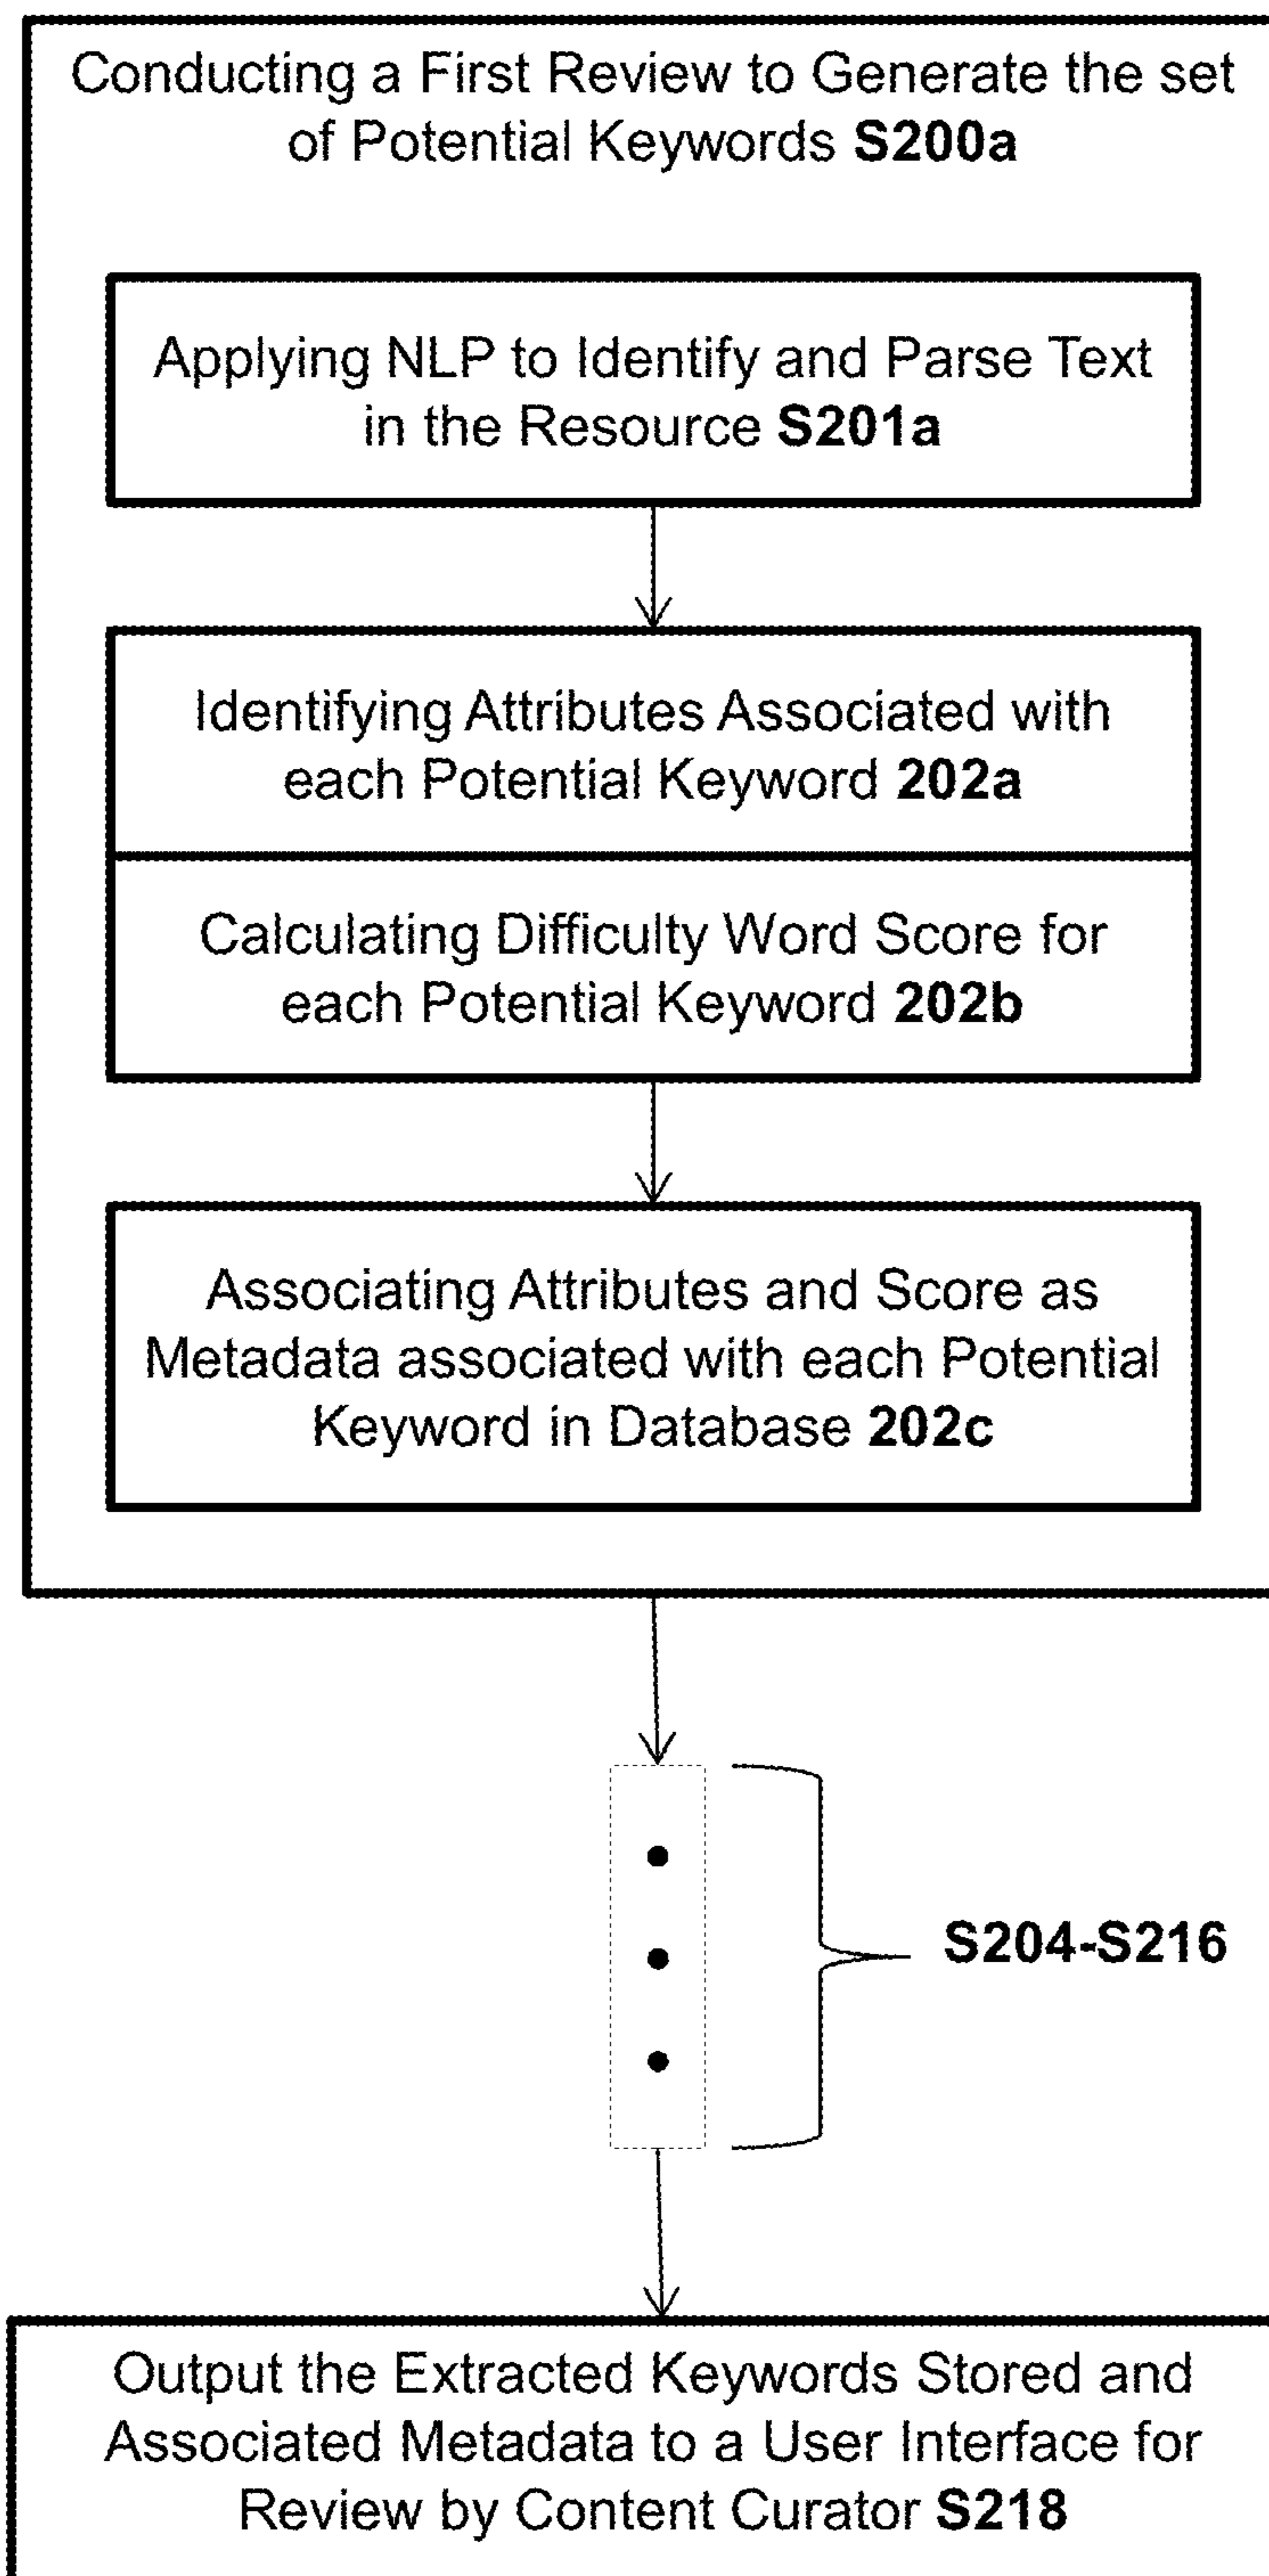 Conducting a First Review to Generate the set
of Potential Keywords S200a
Applying NLP to Identify and Parse Text
in the Resource S201a
Identifying Attributes Associated with
each Potential Keyword 202a
Calculating Difficulty Word Score for
each Potential Keyword 202b
Associating Attributes and Score as
Metadata associated with each Potential
Keyword in Database 202c
S204-S216
Output the Extracted Keywords Stored and
Associated Metadata to a User Interface for
Review by Content Curator S218